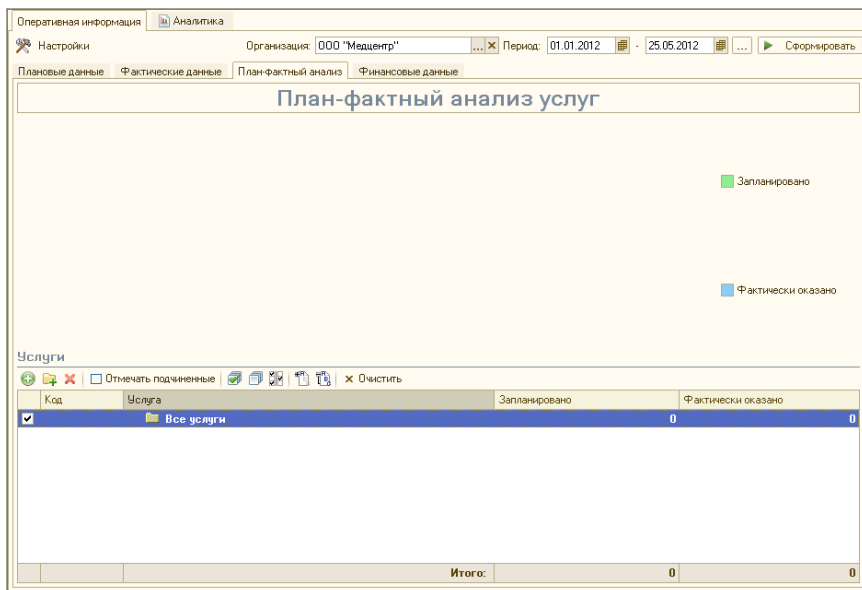 Оперативная информация Аналитика
Настройки Организация: ООО "Медцентр" ... Период: 01.01.2012 - 25.05.2012 ... Сформировать
Плановые данные Фактические данные План-фактный анализ Финансовые данные
План-фактный анализ услуг
Запланировано
Фактически оказано
Услуги
Отмечать подчиненные Очистить
Код Услуга Запланировано Фактически оказано
Все услуги 0 0
Итого: 0 0